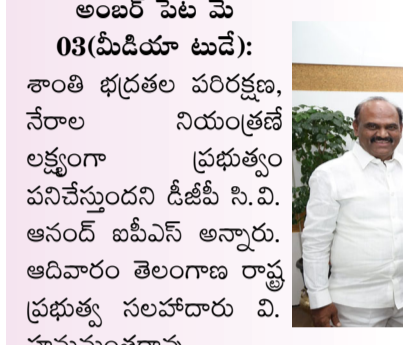 అంబర్ పేట మే
03(మీడియా టుడే):
శాంతి భద్రతల పరిరక్షణ,
నేరాల నియంత్రణే
లక్ష్యంగా ప్రభుత్వం
పనిచేస్తుందని డీజీపీ సి.వి.
ఆనంద్ ఐపీఎస్ అన్నారు.
ఆదివారం తెలంగాణ రాష్ట్ర
ప్రభుత్వ సలహాదారు వి.